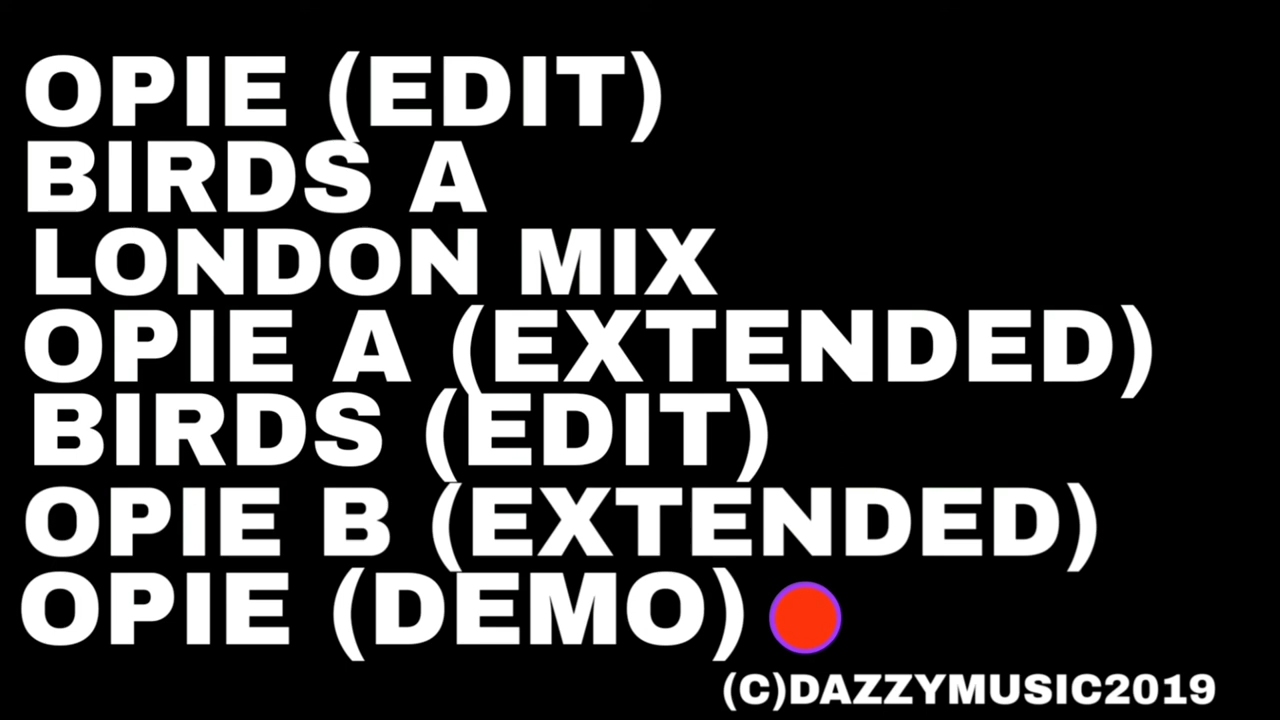 OPIE (EDIT)
BIRDS A
LONDON MIX
OPIE A (EXTENDED)
BIRDS (EDIT)
OPIE B (EXTENDED)
OPIE (DEMO)
(C)DAZZYMUSIC2019